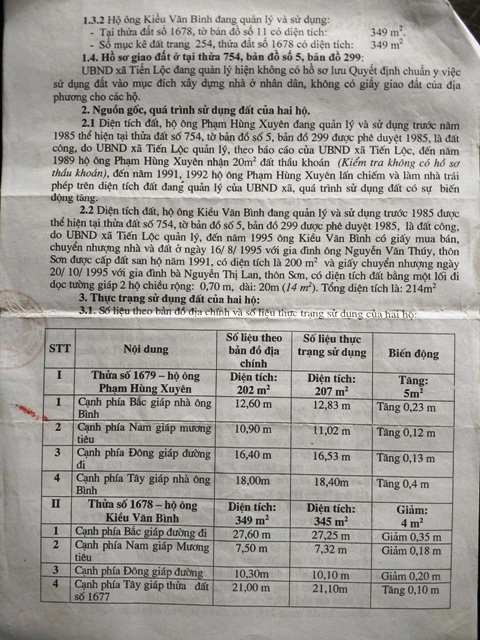 1.3.2 Hộ ông Kiều Văn Bình đang quản lý và sử dụng:
- Tại thửa đất số 1678, tờ bản đồ số 11 có diện tích: 349 m².
- Số mục kê đất trang 254, thửa số 1678 có diện tích: 349 m²
1.4. Hồ sơ giao đất ở tại thửa 754, bản đồ số 5, bản đồ 299:
UBND xã Tiến Lộc đang quản lý hiện không có hồ sơ lưu Quyết định chuẩn y việc
sử dụng đất vào mục đích xây dựng nhà ở nhân dân, không có giấy giao đất của địa
phương cho các hộ.
2. Nguồn gốc, quá trình sử dụng đất của hai hộ.
2.1 Diện tích đất, hộ ông Phạm Hùng Xuyên đang quản lý và sử dụng trước năm
1985 thể hiện tại thửa đất số 754, tờ bản đồ số 5, bản đồ 299 được phê duyệt 1985, là đất
công, do UBND xã Tiến Lộc quản lý, theo báo cáo của UBND xã Tiến Lộc, đến năm
1989 hộ ông Phạm Hùng Xuyên nhận 20m² đất thầu khoán (Kiểm tra không có hồ sơ
thầu khoán), đến năm 1991, 1992 hộ ông Phạm Hùng Xuyên lấn chiếm và làm nhà trái
phép trên diện tích đất đang quản lý của UBND xã, quá trình sử dụng đất có sự biến
động tăng.
2.2 Diện tích đất, hộ ông Kiều Văn Bình đang quản lý và sử dụng trước 1985 được
thể hiện tại thửa đất số 754, tờ bản đồ số 5, bản đồ 299 được phê duyệt 1985, là đất công,
do UBND xã Tiến Lộc quản lý, đến năm 1995 ông Kiều Văn Bình có giấy mua bán,
chuyển nhượng nhà và đất ở ngày 16/ 8/ 1995 với gia đình ông Nguyễn Văn Thúy, thôn
Sơn được cấp đất san hộ năm 1991, có diện tích là 200 m² và giấy chuyển nhượng ngày
20/ 10/ 1995 với gia đình bà Nguyễn Thị Lan, thôn Sơn, có diện tích đất bằng một lối đi
dọc tường giáp 2 hộ chiều rộng: 0,70 m, dài: 20m (14 m²). Tổng diện tích là: 214m²
3. Thực trạng sử dụng đất của hai hộ:
3.1. Số liệu theo bản đồ địa chính và số liệu thực trạng sử dụng của hai hộ:
STT Nội dung Số liệu theo bản đồ địa chính Số liệu thực trạng sử dụng Biến động
I Thửa số 1679 – hộ ông Phạm Hùng Xuyên Diện tích: 202 m² Diện tích: 207 m² Tăng: 5m²
1 Cạnh phía Bắc giáp nhà ông Bình 12,60 m 12,83 m Tăng 0,23 m
2 Cạnh phía Nam giáp mương tiêu 10,90 m 11,02 m Tăng 0,12 m
3 Cạnh phía Đông giáp đường đi 16,40 m 16,53 m Tăng 0,13 m
4 Cạnh phía Tây giáp nhà ông Bình 18,00m 18,40m Tăng 0,4 m
II Thửa số 1678 – hộ ông Kiều Văn Bình Diện tích: 349 m² Diện tích: 345 m² Giảm: 4 m²
1 Cạnh phía Bắc giáp đường đi 27,60 m 27,25 m Giảm 0,35 m
2 Cạnh phía Nam giáp Mương tiêu 7,50 m 7,32 m Giảm 0,18 m
3 Cạnh phía Đông giáp đường 10,30m 10,10 m Giảm 0,20 m
4 Cạnh phía Tây giáp thửa đất số 1677 21,00 m 21,10m Tăng 0,10 m